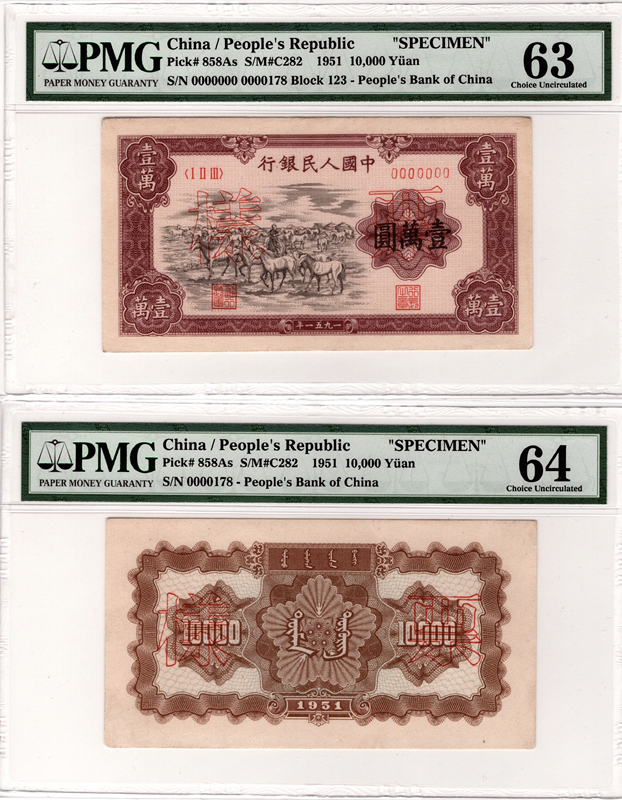 PMG
PAPER MONEY GUARANTY
China / People's Republic "SPECIMEN"
Pick# 858As S/M#C282 1951 10,000 Yüan
S/N 0000000 0000178 Block 123 - People's Bank of China
63
Choice Uncirculated
壹萬
行銀民人國中
壹萬
〈I II III〉
0000000
樣
票
圓萬壹
萬壹
年一五九一
萬壹
PMG
PAPER MONEY GUARANTY
China / People's Republic "SPECIMEN"
Pick# 858As S/M#C282 1951 10,000 Yüan
S/N 0000178 - People's Bank of China
64
Choice Uncirculated
樣
10000
10000
票
1951